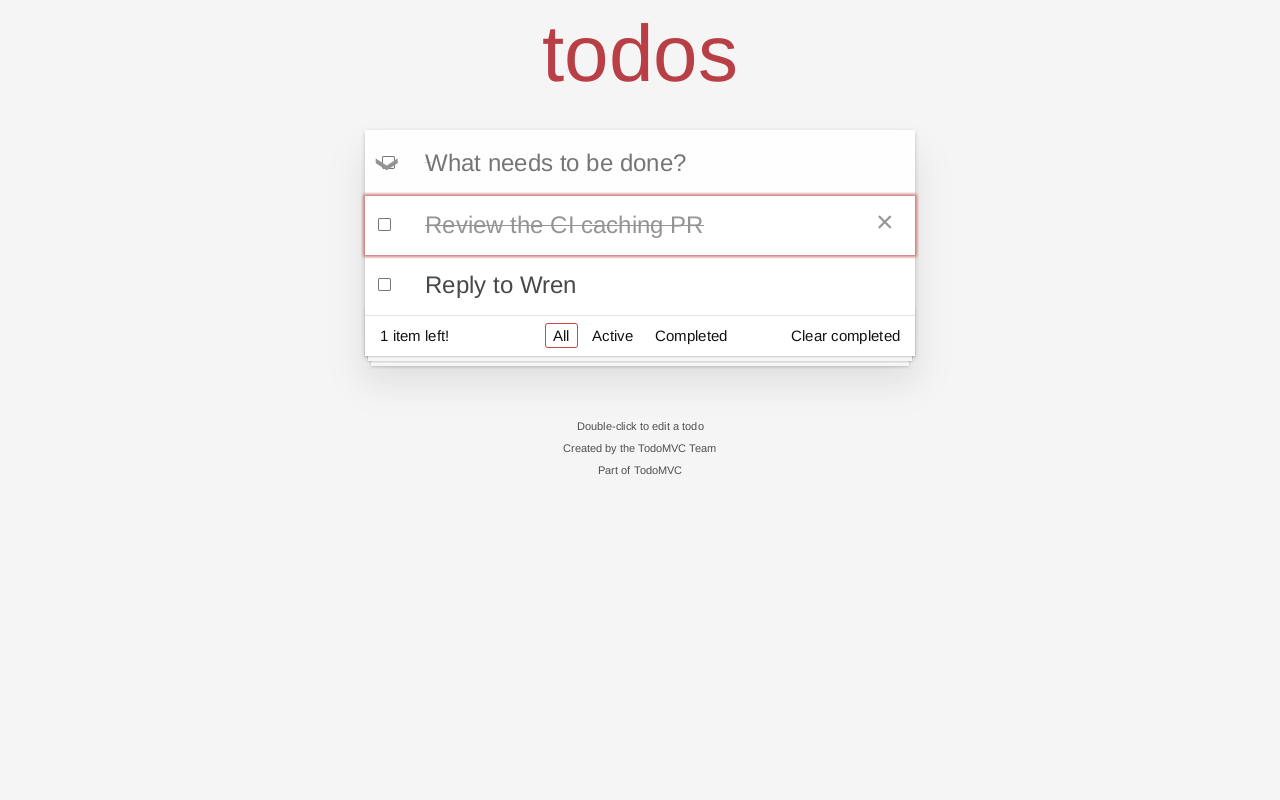 todos
What needs to be done?
Review the CI caching PR
Reply to Wren
1 item left!
All
Active
Completed
Clear completed
Double-click to edit a todo
Created by the TodoMVC Team
Part of TodoMVC